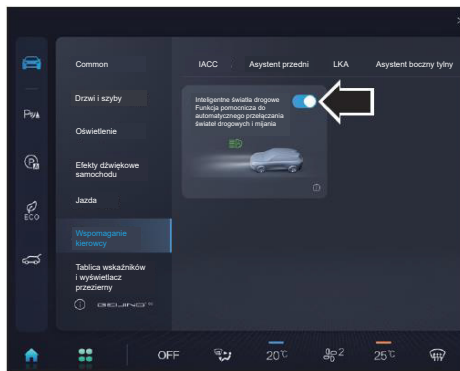 Common
IACC
Asystent przedni
LKA
Asystent boczny tylny
Drzwi i szyby
Oświetlenie
Efekty dźwiękowe
samochodu
Jazda
Wspomaganie
kierowcy
Tablica wskaźników
i wyświetlacz
przezierny
Inteligentne światła drogowe
Funkcja pomocnicza do
automatycznego przełączania
świateł drogowych i mijania
ECO
OFF
20°C
2
25°C